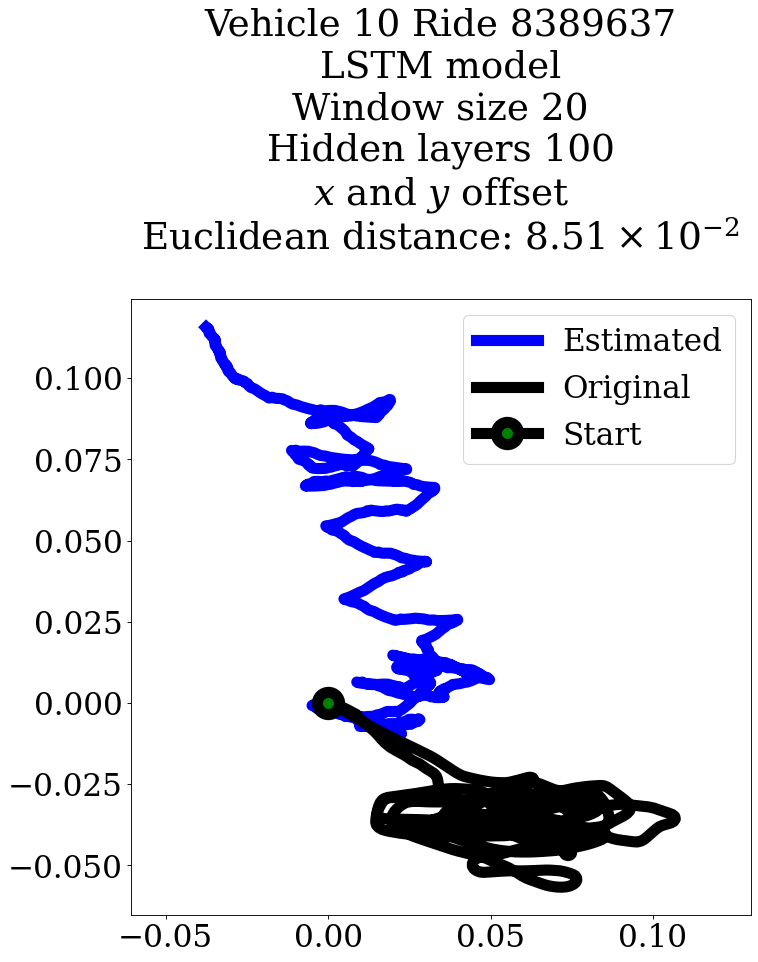 Vehicle 10 Ride 8389637
LSTM model
Window size 20
Hidden layers 100
x and y offset
Euclidean distance: 8.51 × 10⁻²
Estimated
Original
Start
0.100
0.075
0.050
0.025
0.000
−0.025
−0.050
−0.05 0.00 0.05 0.10